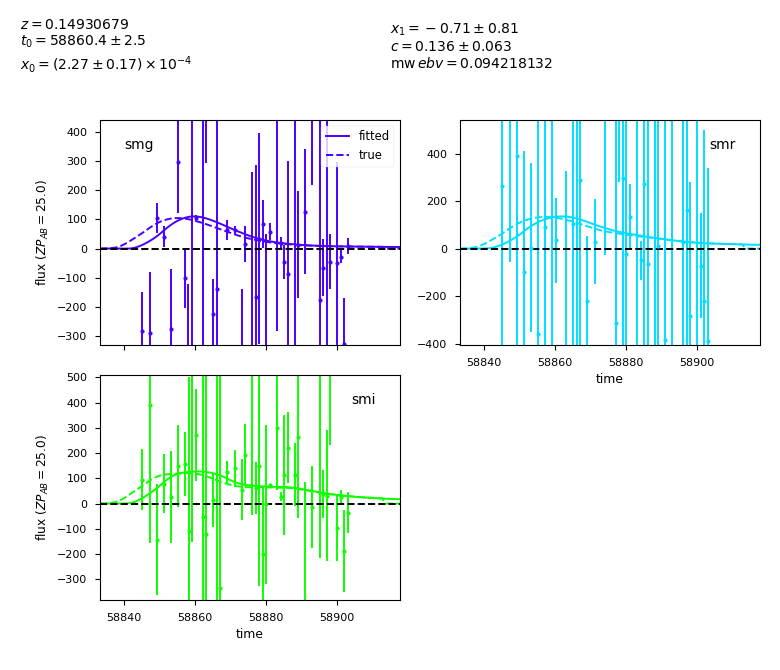 z = 0.14930679
t₀ = 58860.4 ± 2.5
x₀ = (2.27 ± 0.17) × 10⁻⁴
x₁ = −0.71 ± 0.81
c = 0.136 ± 0.063
mw ebv = 0.094218132
smg
fitted
true
400
300
200
100
0
−100
−200
−300
flux (ZP_AB = 25.0)
smr
400
200
0
−200
−400
58840 58860 58880 58900
time
smi
500
400
300
200
100
0
−100
−200
−300
flux (ZP_AB = 25.0)
58840 58860 58880 58900
time